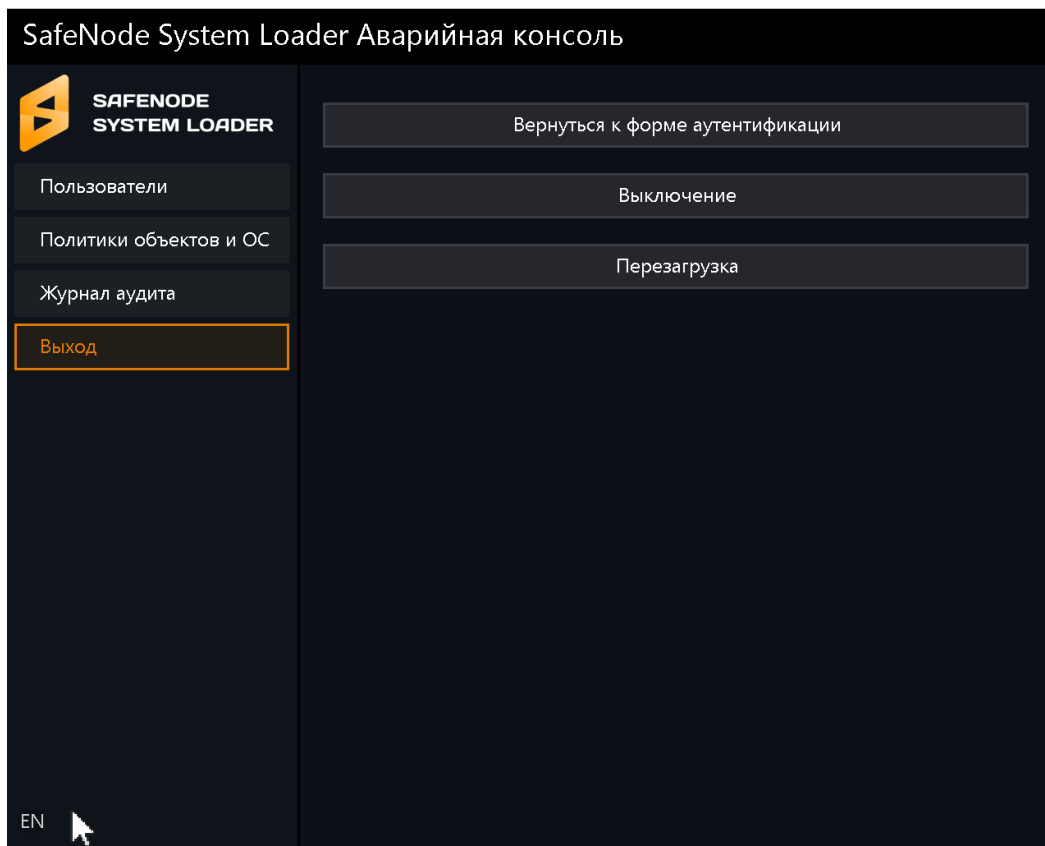 SafeNode System Loader Аварийная консоль
SAFENODE
SYSTEM LOADER
Пользователи
Политики объектов и ОС
Журнал аудита
Выход
Вернуться к форме аутентификации
Выключение
Перезагрузка
EN